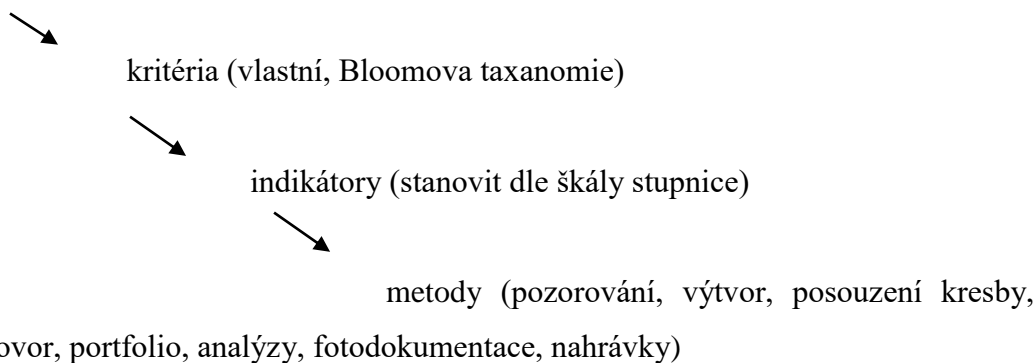 kritéria (vlastní, Bloomova taxanomie)
indikátory (stanovit dle škály stupnice)
metody (pozorování, výtvor, posouzení kresby,
portfolio, analýzy, fotodokumentace, nahrávky)